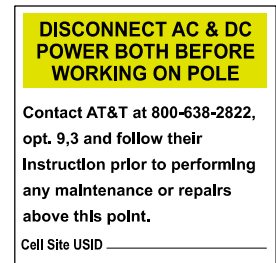 DISCONNECT AC & DC
POWER BOTH BEFORE
WORKING ON POLE
Contact AT&T at 800-638-2822,
opt. 9,3 and follow their
Instruction prior to performing
any maintenance or repairs
above this point.
Cell Site USID